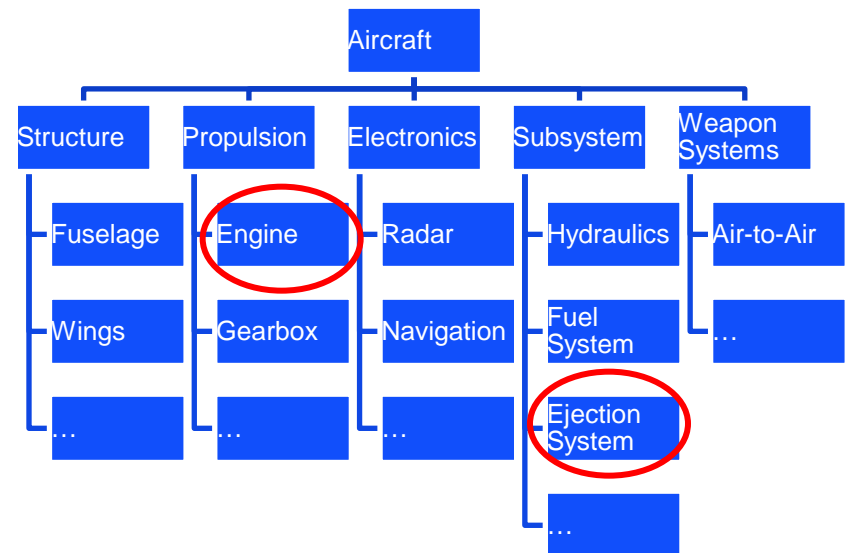 Aircraft
Structure
Propulsion
Electronics
Subsystem
Weapon
Systems
Fuselage
Engine
Radar
Hydraulics
Air-to-Air
Wings
Gearbox
Navigation
Fuel
System
…
…
…
…
Ejection
System
…